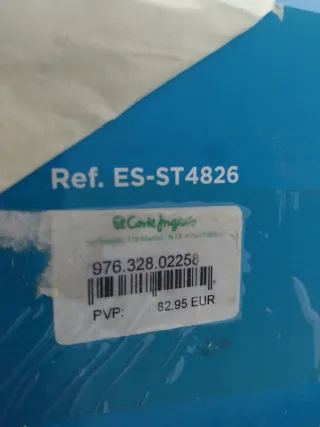 Ref. ES-ST4826
El Corte Inglés
976.328.02258
PVP: 82.95 EUR